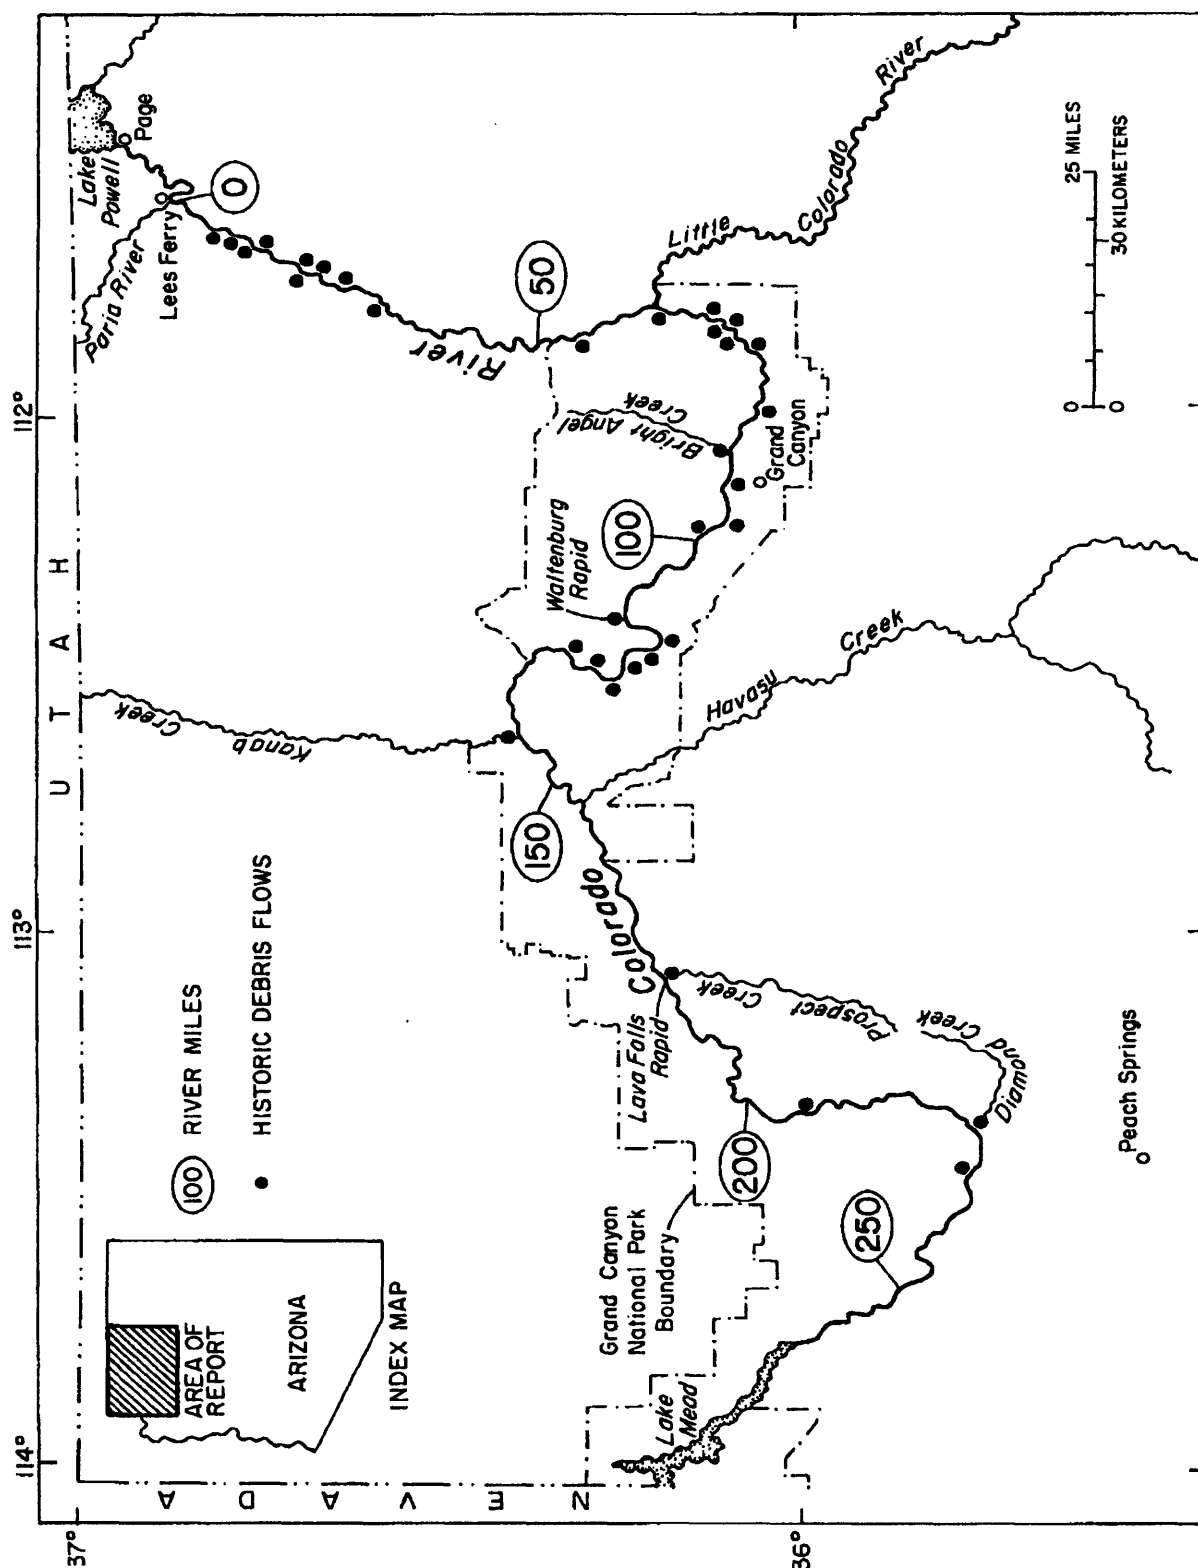 114°
113°
112°
37°
36°
U T A H
N E V A D A
AREA OF
REPORT
ARIZONA
INDEX MAP
100 RIVER MILES
HISTORIC DEBRIS FLOWS
Kanab
Creek
Paria River
Lees Ferry
Lake
Powell
Page
0
50
River
Bright Angel
Creek
Waltenburg
Rapid
100
Grand
Canyon
Little
Colorado
River
Havasu
Creek
150
Colorado
Lava Falls
Rapid
Prospect
Creek
Diamond Creek
200
Grand Canyon
National Park
Boundary
250
Lake
Mead
Peach Springs
0
25 MILES
0
30 KILOMETERS